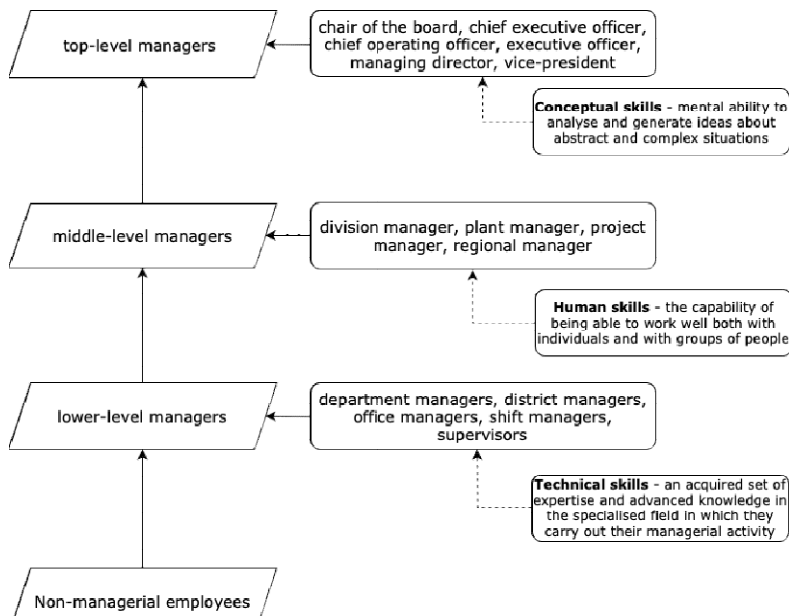 top-level managers
chair of the board, chief executive officer,
chief operating officer, executive officer,
managing director, vice-president
Conceptual skills - mental ability to
analyse and generate ideas about
abstract and complex situations
middle-level managers
division manager, plant manager, project
manager, regional manager
Human skills - the capability of
being able to work well both with
individuals and with groups of people
lower-level managers
department managers, district managers,
office managers, shift managers,
supervisors
Technical skills - an acquired set of
expertise and advanced knowledge in
the specialised field in which they
carry out their managerial activity
Non-managerial employees